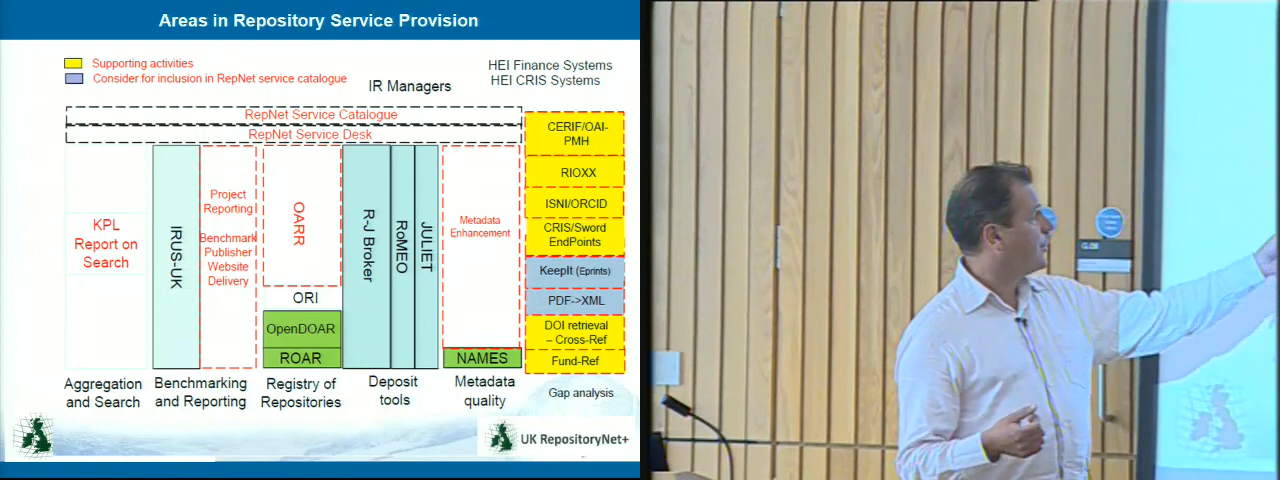 Areas in Repository Service Provision
Supporting activities
Consider for inclusion in RepNet service catalogue
IR Managers
HEI Finance Systems
HEI CRIS Systems
RepNet Service Catalogue
RepNet Service Desk
KPL
Report on
Search
IRUS-UK
Project
Reporting
Benchmark
Publisher
Website
Delivery
OARR
ORI
OpenDOAR
ROAR
R-J Broker
RoMEO
JULIET
Metadata
Enhancement
NAMES
CERIF/OAI-
PMH
RIOXX
ISNI/ORCID
CRIS/Sword
EndPoints
KeepIt (Eprints)
PDF->XML
DOI retrieval
– Cross-Ref
Fund-Ref
Aggregation
and Search
Benchmarking
and Reporting
Registry of
Repositories
Deposit
tools
Metadata
quality
Gap analysis
UK RepositoryNet+